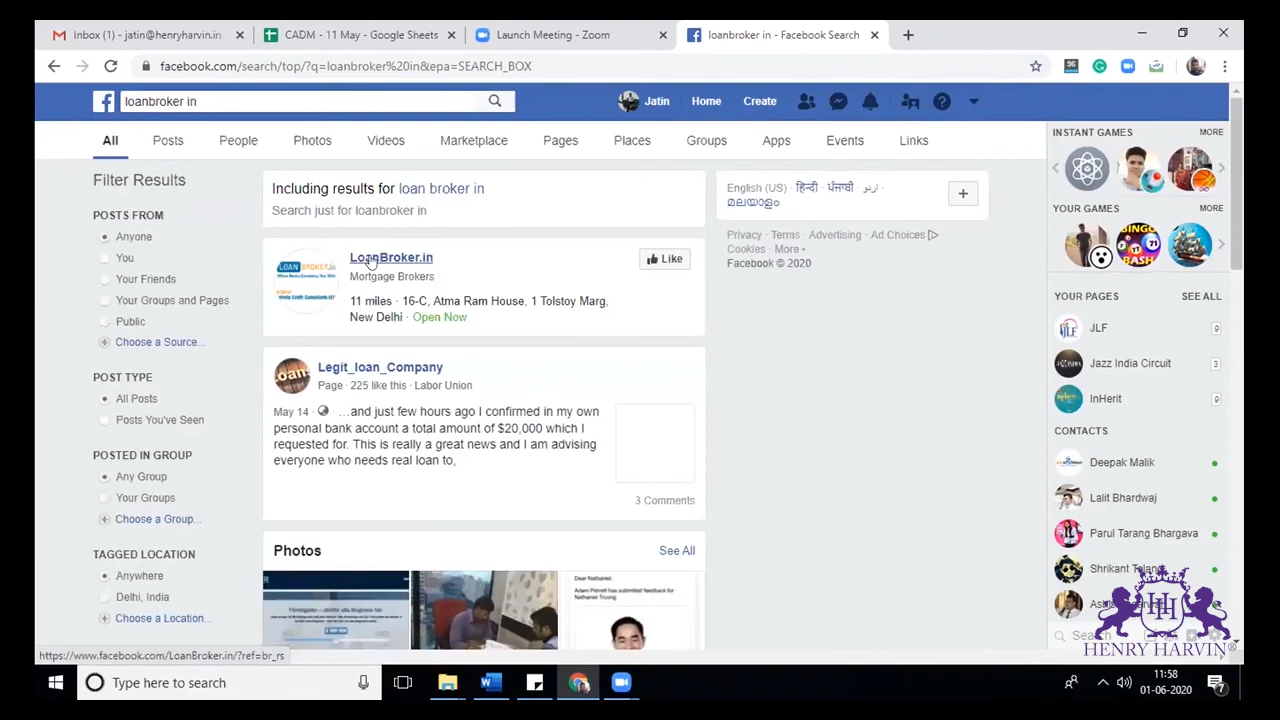 Inbox (1) - jatin@henryharvin.in
CADM - 11 May - Google Sheets
Launch Meeting - Zoom
loanbroker in - Facebook Search
facebook.com/search/top/?q=loanbroker%20in&epa=SEARCH_BOX
loanbroker in
Jatin
Home
Create
All
Posts
People
Photos
Videos
Marketplace
Pages
Places
Groups
Apps
Events
Links
Filter Results
POSTS FROM
Anyone
You
Your Friends
Your Groups and Pages
Public
Choose a Source...
POST TYPE
All Posts
Posts You've Seen
POSTED IN GROUP
Any Group
Your Groups
Choose a Group...
TAGGED LOCATION
Anywhere
Delhi, India
Choose a Location...
Including results for loan broker in
Search just for loanbroker in
LoanBroker.in
Like
Mortgage Brokers
11 miles · 16-C, Atma Ram House, 1 Tolstoy Marg,
New Delhi · Open Now
Legit_loan_Company
Page · 225 like this · Labor Union
May 14 · …and just few hours ago I confirmed in my own
personal bank account a total amount of $20,000 which I
requested for. This is really a great news and I am advising
everyone who needs real loan to,
3 Comments
Photos
See All
Dear Nathaniel,
English (US) · हिन्दी · ਪੰਜਾਬੀ · اردو ·
മലയാളം
Privacy · Terms · Advertising · Ad Choices
Cookies · More
Facebook © 2020
INSTANT GAMES
MORE
YOUR GAMES
MORE
BINGO
BASH
YOUR PAGES
SEE ALL
JLF
9
Jazz India Circuit
3
InHerit
9
CONTACTS
Deepak Malik
Lalit Bhardwaj
Parul Tarang Bhargava
Shrikant
Search
HH
HENRY HARVIN®
https://www.facebook.com/LoanBroker.in/?ref=br_rs
Type here to search
11:58
01-06-2020
7